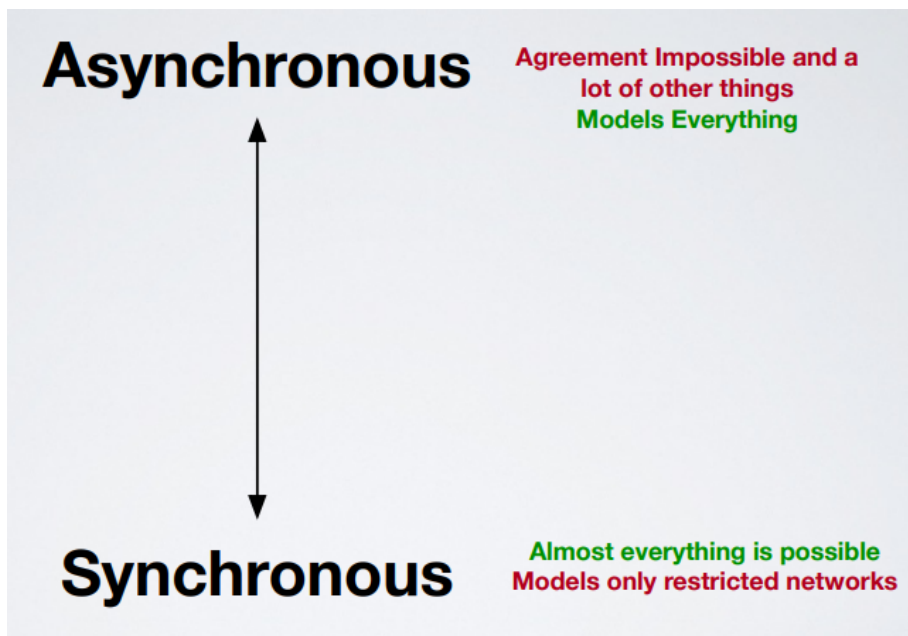 Asynchronous
Agreement Impossible and a
lot of other things
Models Everything
Synchronous
Almost everything is possible
Models only restricted networks